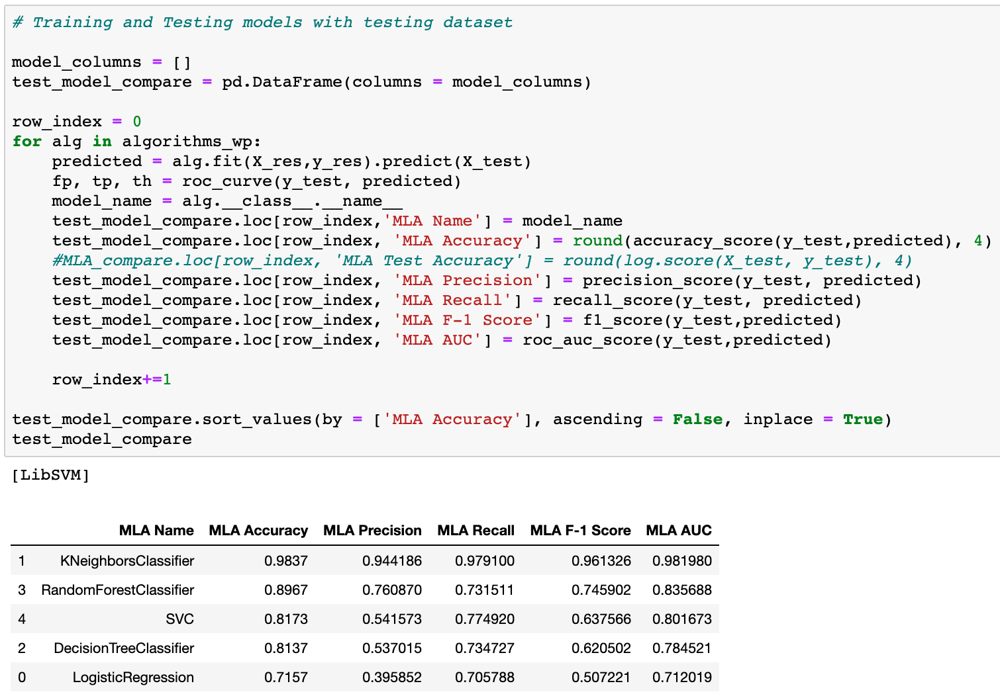 # Training and Testing models with testing dataset
model_columns = []
test_model_compare = pd.DataFrame(columns = model_columns)
row_index = 0
for alg in algorithms_wp:
    predicted = alg.fit(X_res,y_res).predict(X_test)
    fp, tp, th = roc_curve(y_test, predicted)
    model_name = alg.__class__.__name__
    test_model_compare.loc[row_index,'MLA Name'] = model_name
    test_model_compare.loc[row_index, 'MLA Accuracy'] = round(accuracy_score(y_test,predicted), 4)
    #MLA_compare.loc[row_index, 'MLA Test Accuracy'] = round(log.score(X_test, y_test), 4)
    test_model_compare.loc[row_index, 'MLA Precision'] = precision_score(y_test, predicted)
    test_model_compare.loc[row_index, 'MLA Recall'] = recall_score(y_test, predicted)
    test_model_compare.loc[row_index, 'MLA F-1 Score'] = f1_score(y_test,predicted)
    test_model_compare.loc[row_index, 'MLA AUC'] = roc_auc_score(y_test,predicted)
    row_index+=1
test_model_compare.sort_values(by = ['MLA Accuracy'], ascending = False, inplace = True)
test_model_compare
[LibSVM]
MLA Name MLA Accuracy MLA Precision MLA Recall MLA F-1 Score MLA AUC
1 KNeighborsClassifier 0.9837 0.944186 0.979100 0.961326 0.981980
3 RandomForestClassifier 0.8967 0.760870 0.731511 0.745902 0.835688
4 SVC 0.8173 0.541573 0.774920 0.637566 0.801673
2 DecisionTreeClassifier 0.8137 0.537015 0.734727 0.620502 0.784521
0 LogisticRegression 0.7157 0.395852 0.705788 0.507221 0.712019